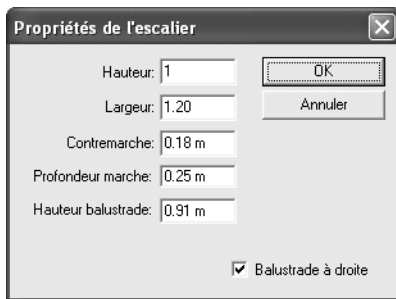 Propriétés de l'escalier
Hauteur: 1
OK
Largeur: 1.20
Annuler
Contremarche: 0.18 m
Profondeur marche: 0.25 m
Hauteur balustrade: 0.91 m
Balustrade à droite